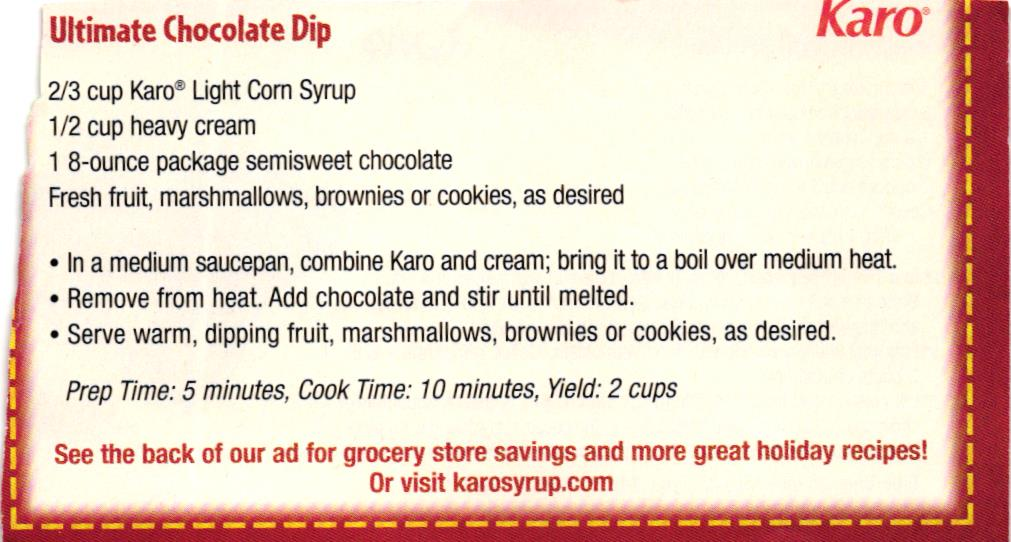 Ultimate Chocolate Dip
Karo®
2/3 cup Karo® Light Corn Syrup
1/2 cup heavy cream
1 8-ounce package semisweet chocolate
Fresh fruit, marshmallows, brownies or cookies, as desired
• In a medium saucepan, combine Karo and cream; bring it to a boil over medium heat.
• Remove from heat. Add chocolate and stir until melted.
• Serve warm, dipping fruit, marshmallows, brownies or cookies, as desired.
Prep Time: 5 minutes, Cook Time: 10 minutes, Yield: 2 cups
See the back of our ad for grocery store savings and more great holiday recipes!
Or visit karosyrup.com